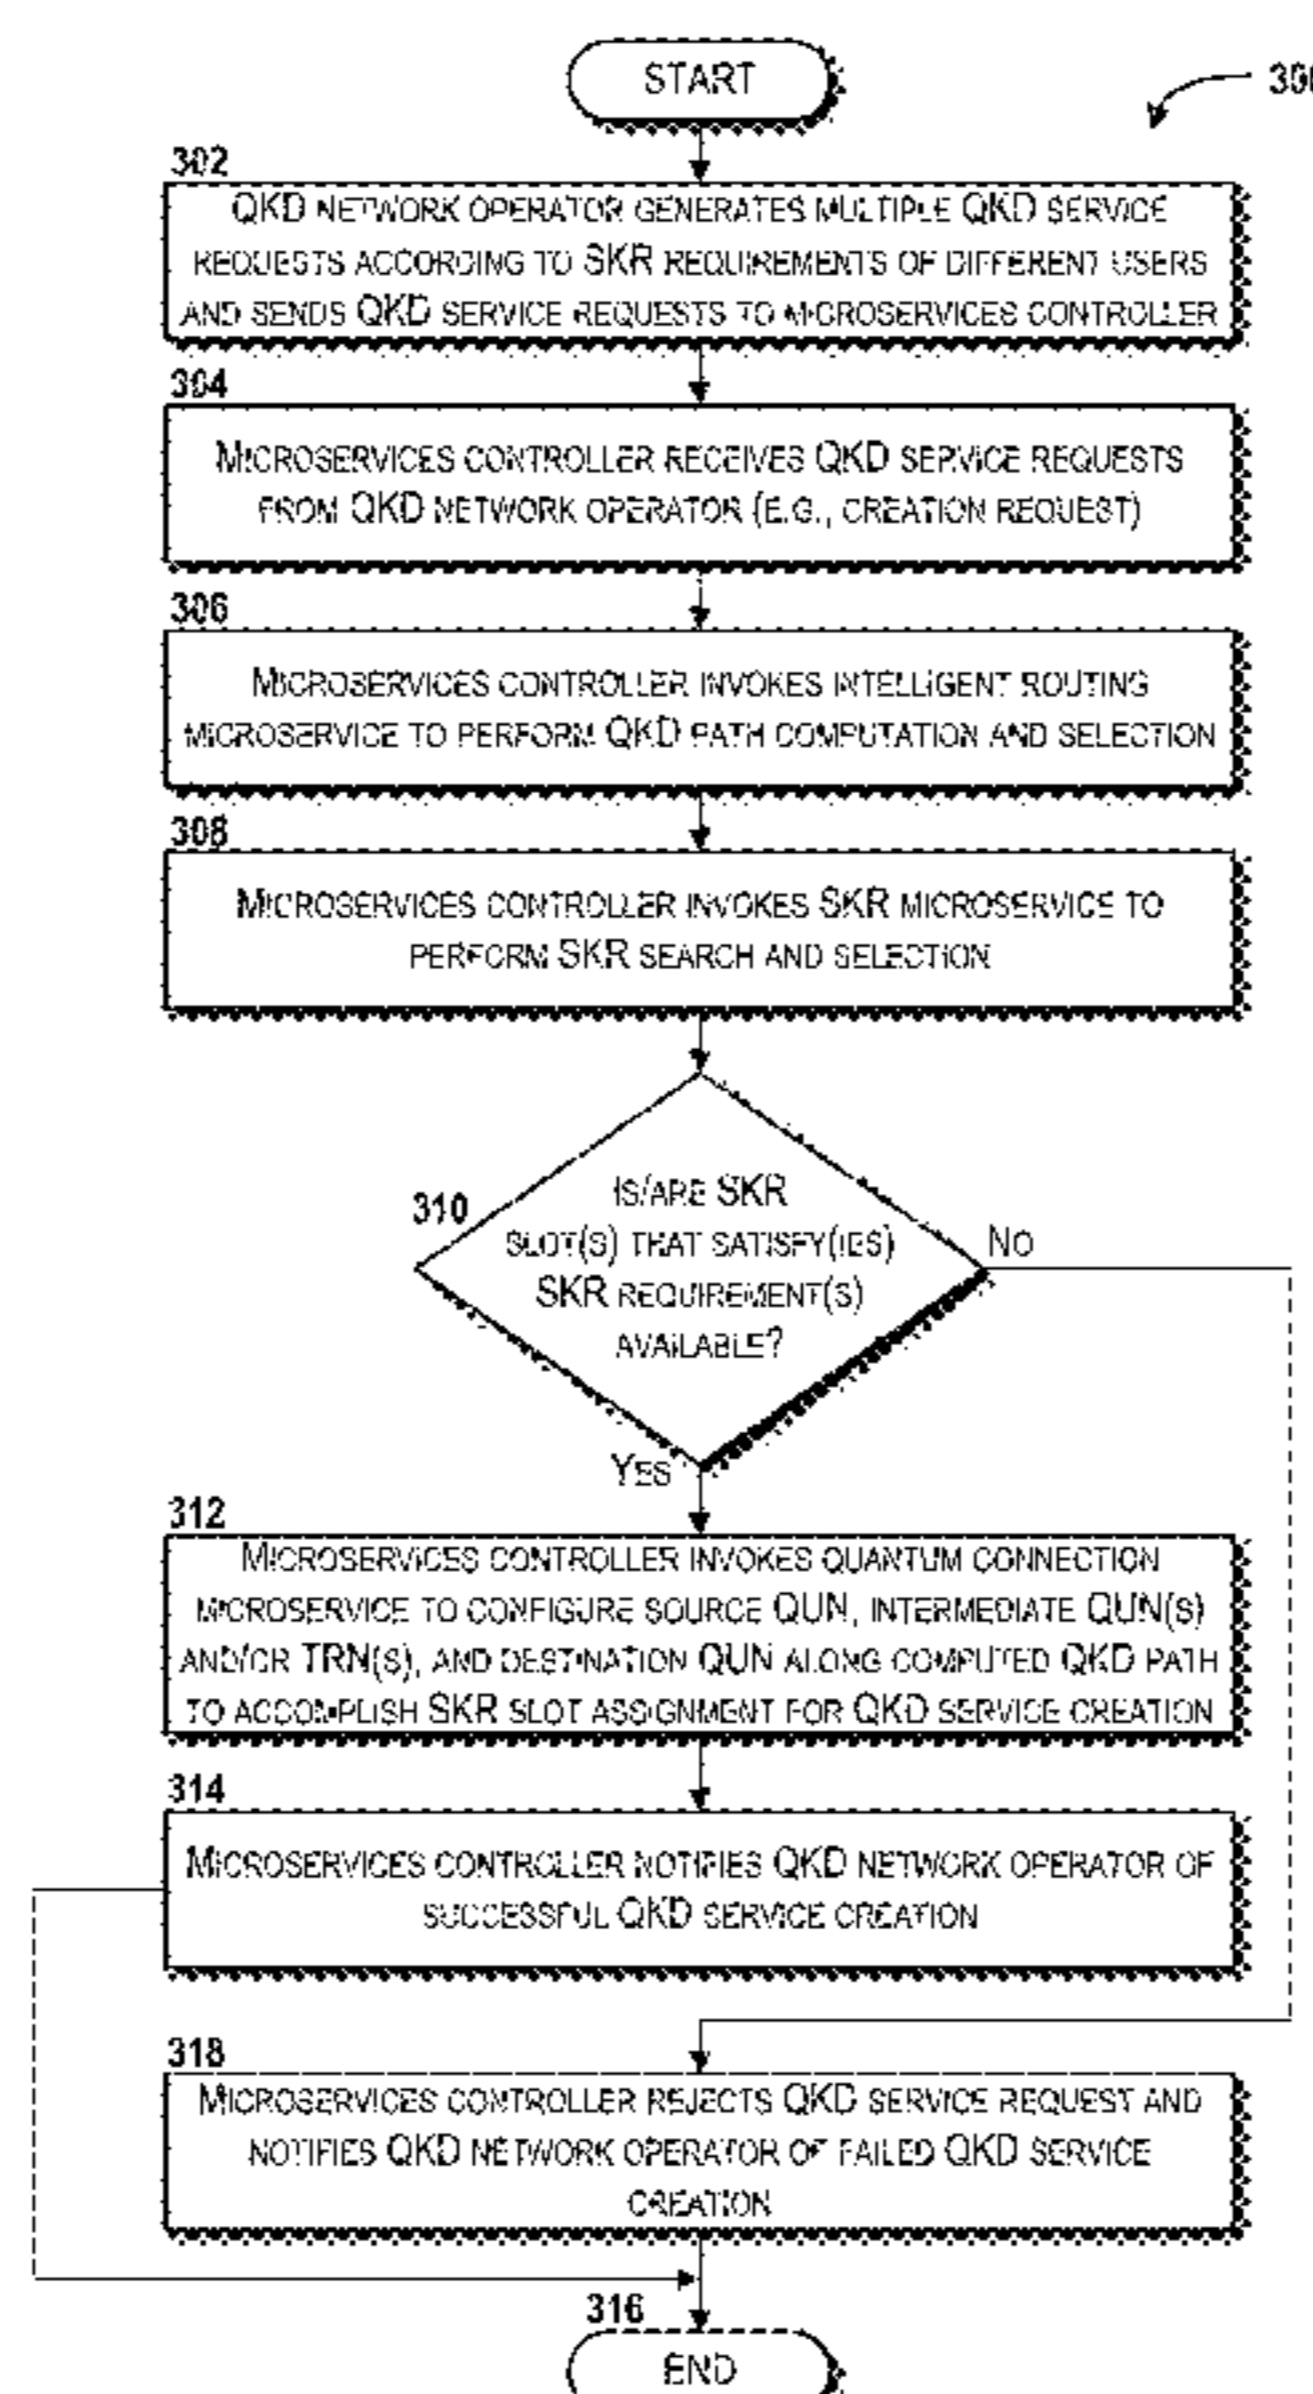 START
302
QKD NETWORK OPERATOR GENERATES MULTIPLE QKD SERVICE
REQUESTS ACCORDING TO SKR REQUIREMENTS OF DIFFERENT USERS
AND SENDS QKD SERVICE REQUESTS TO MICROSERVICES CONTROLLER
304
MICROSERVICES CONTROLLER RECEIVES QKD SERVICE REQUESTS
FROM QKD NETWORK OPERATOR (E.G., CREATION REQUEST)
306
MICROSERVICES CONTROLLER INVOKES INTELLIGENT ROUTING
MICROSERVICE TO PERFORM QKD PATH COMPUTATION AND SELECTION
308
MICROSERVICES CONTROLLER INVOKES SKR MICROSERVICE TO
PERFORM SKR SEARCH AND SELECTION
310
IS/ARE SKR
SLOT(S) THAT SATISFY(IES)
SKR REQUIREMENT(S)
AVAILABLE?
NO
YES
312
MICROSERVICES CONTROLLER INVOKES QUANTUM CONNECTION
MICROSERVICE TO CONFIGURE SOURCE QUN, INTERMEDIATE QUN(S)
AND/OR TRN(S), AND DESTINATION QUN ALONG COMPUTED QKD PATH
TO ACCOMPLISH SKR SLOT ASSIGNMENT FOR QKD SERVICE CREATION
314
MICROSERVICES CONTROLLER NOTIFIES QKD NETWORK OPERATOR OF
SUCCESSFUL QKD SERVICE CREATION
318
MICROSERVICES CONTROLLER REJECTS QKD SERVICE REQUEST AND
NOTIFIES QKD NETWORK OPERATOR OF FAILED QKD SERVICE
CREATION
316
END